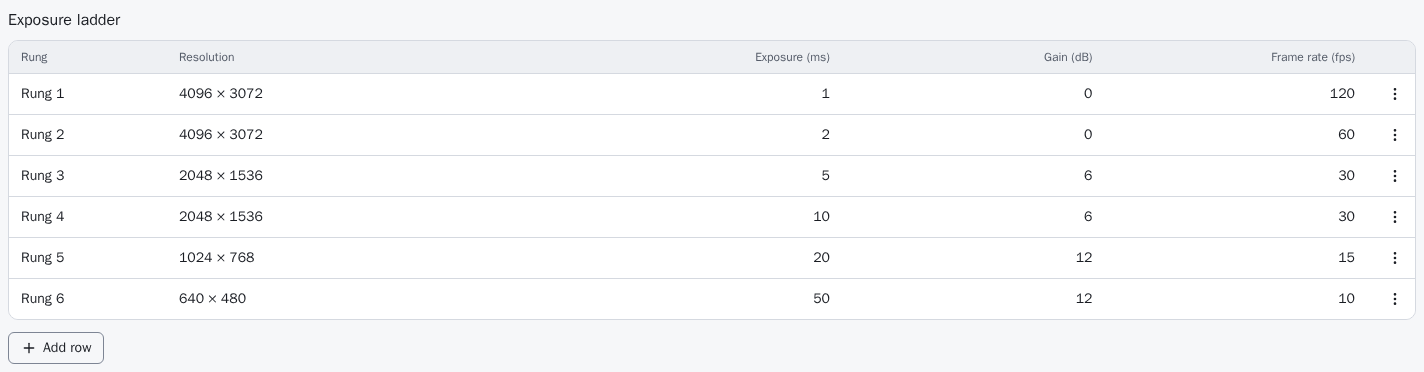 Exposure ladder
Rung Resolution Exposure (ms) Gain (dB) Frame rate (fps)
Rung 1 4096 × 3072 1 0 120
Rung 2 4096 × 3072 2 0 60
Rung 3 2048 × 1536 5 6 30
Rung 4 2048 × 1536 10 6 30
Rung 5 1024 × 768 20 12 15
Rung 6 640 × 480 50 12 10
Add row